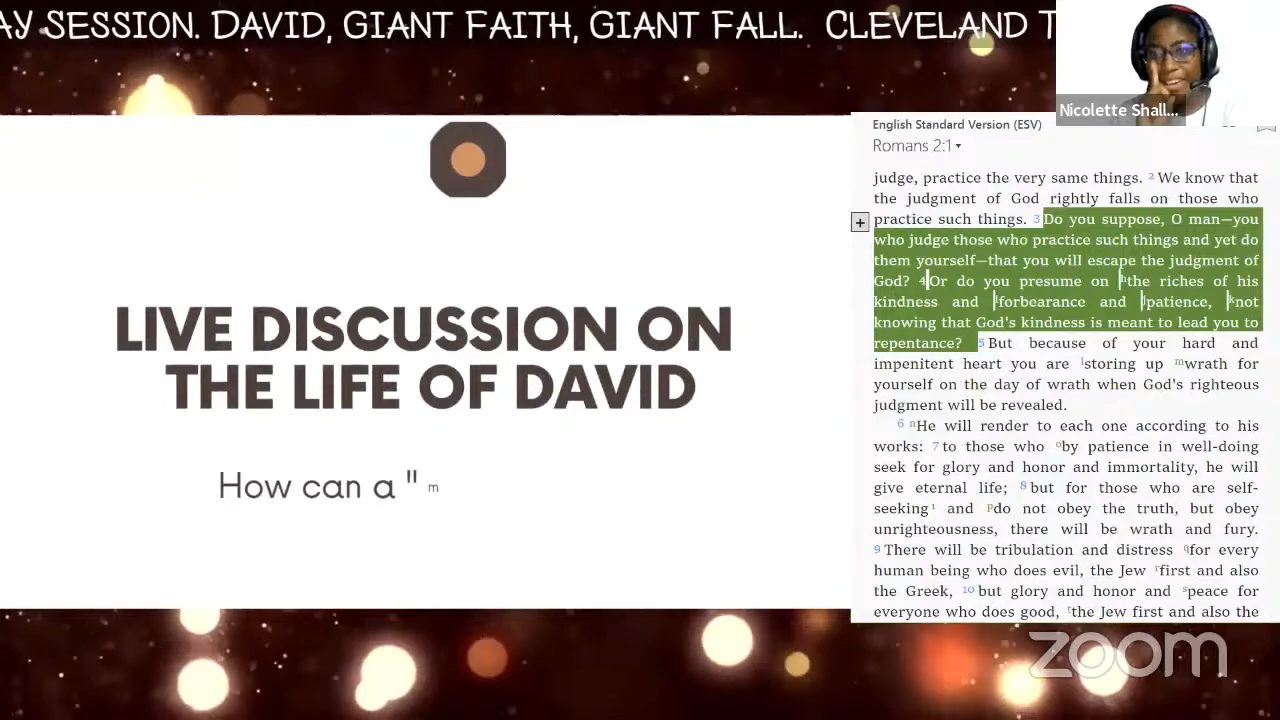 AY SESSION. DAVID, GIANT FAITH, GIANT FALL. CLEVELAND T
Nicolette Shall...
LIVE DISCUSSION ON
THE LIFE OF DAVID
How can a " m
English Standard Version (ESV)
Romans 2:1
judge, practice the very same things. 2 We know that
the judgment of God rightly falls on those who
practice such things. 3 Do you suppose, O man—you
who judge those who practice such things and yet do
them yourself—that you will escape the judgment of
God? 4 Or do you presume on h the riches of his
kindness and i forbearance and j patience, k not
knowing that God's kindness is meant to lead you to
repentance? 5 But because of your hard and
impenitent heart you are l storing up m wrath for
yourself on the day of wrath when God's righteous
judgment will be revealed.
6 n He will render to each one according to his
works: 7 to those who o by patience in well-doing
seek for glory and honor and immortality, he will
give eternal life; 8 but for those who are self-
seeking 1 and p do not obey the truth, but obey
unrighteousness, there will be wrath and fury.
9 There will be tribulation and distress q for every
human being who does evil, the Jew r first and also
the Greek, 10 but glory and honor and s peace for
everyone who does good, t the Jew first and also the
zoom